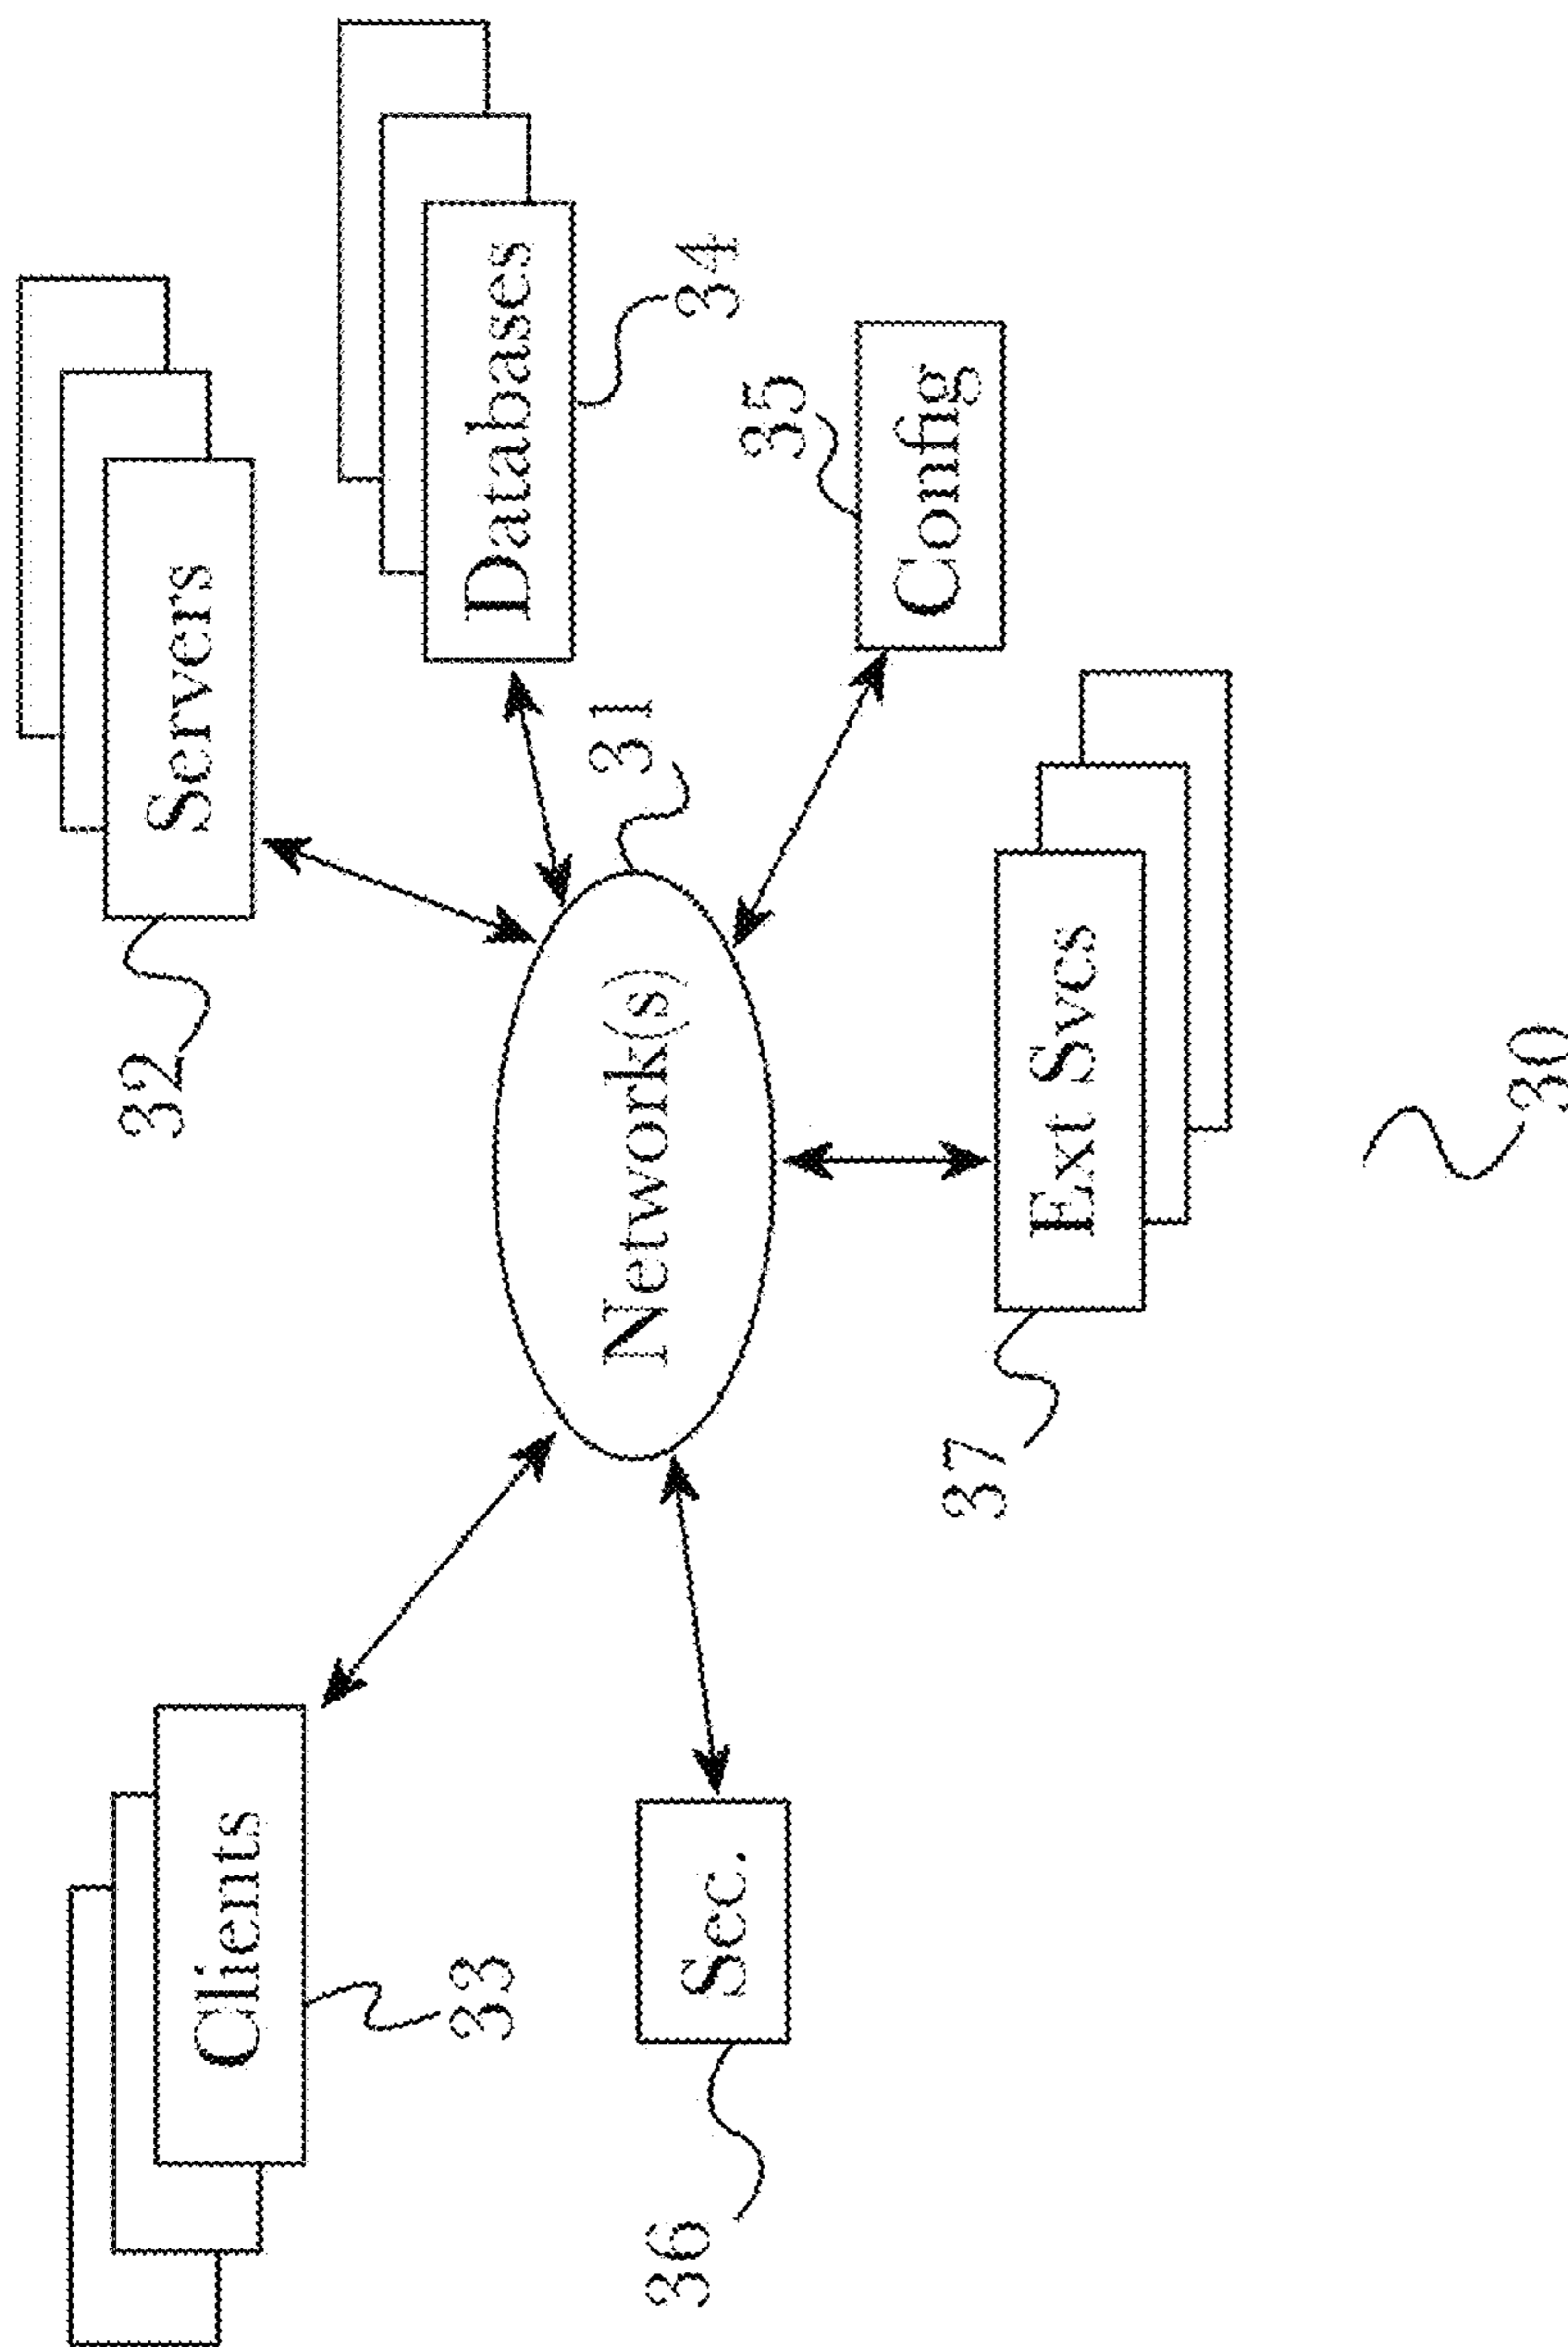 32
Servers
Clients
33
Databases
31
Network(s)
36
Sec.
34
35
Config
37
Ext Svcs
30